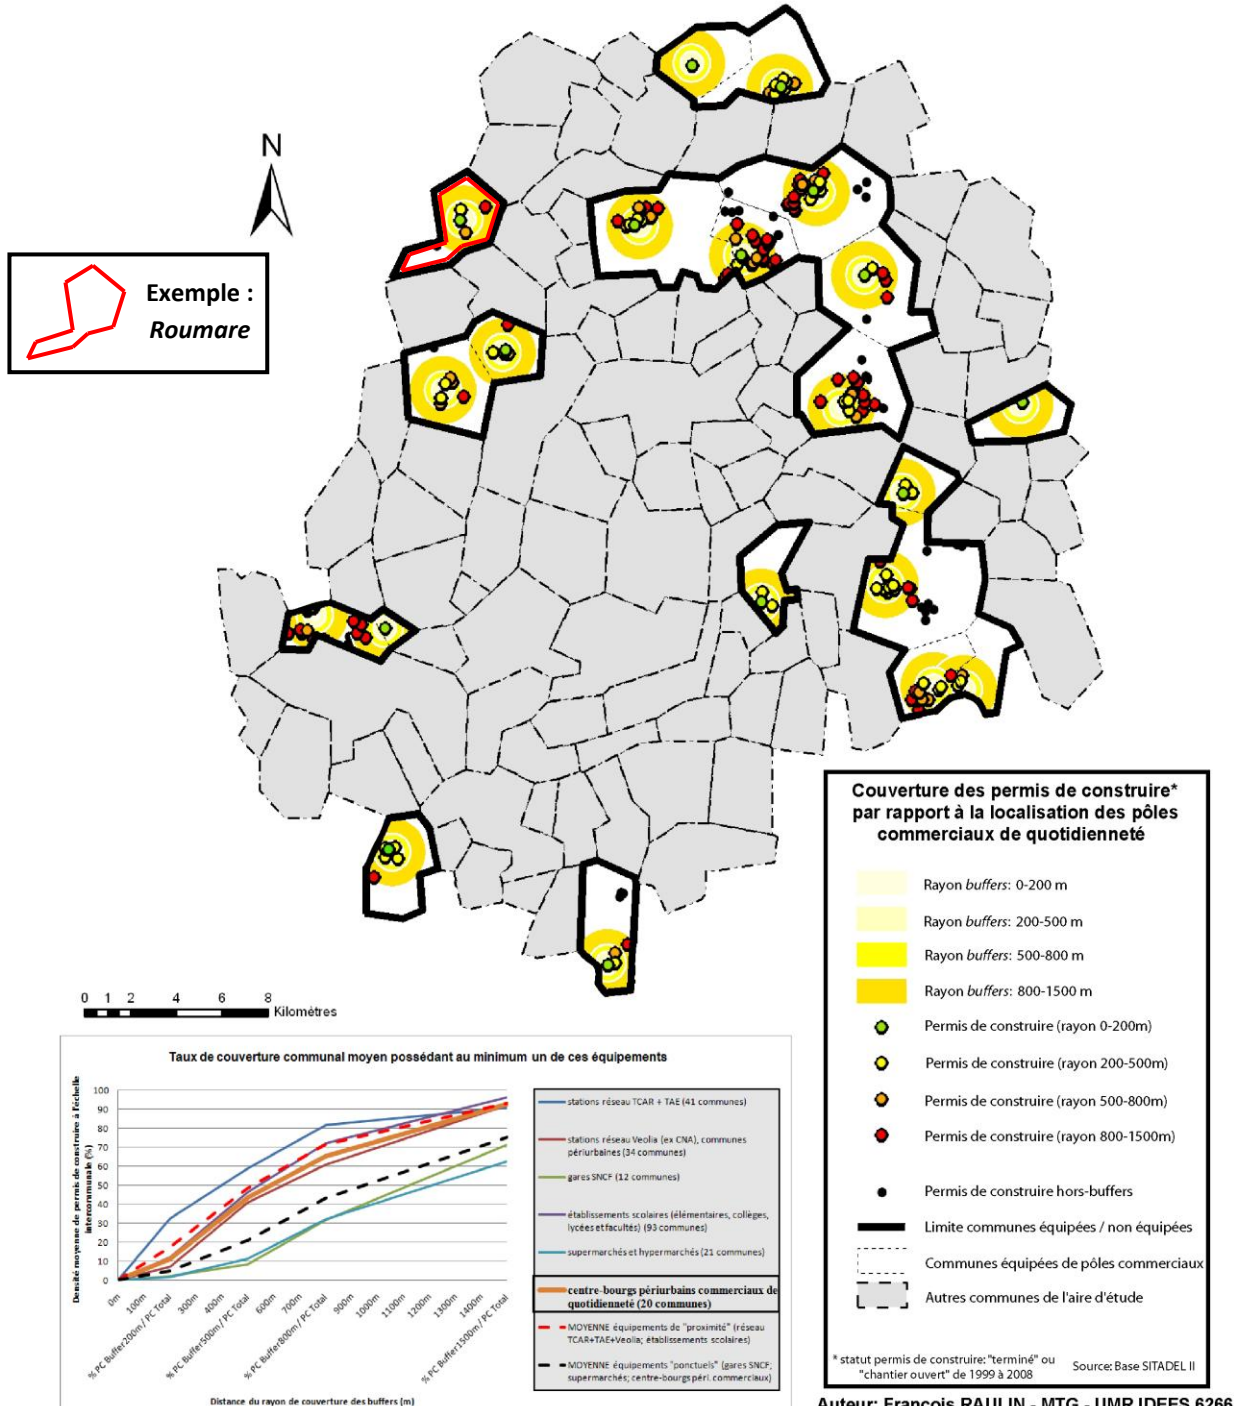 N
Exemple :
Roumare
0 1 2 4 6 8
Kilomètres
Couverture des permis de construire*
par rapport à la localisation des pôles
commerciaux de quotidienneté
Rayon buffers: 0-200 m
Rayon buffers: 200-500 m
Rayon buffers: 500-800 m
Rayon buffers: 800-1500 m
Permis de construire (rayon 0-200m)
Permis de construire (rayon 200-500m)
Permis de construire (rayon 500-800m)
Permis de construire (rayon 800-1500m)
Permis de construire hors-buffers
Limite communes équipées / non équipées
Communes équipées de pôles commerciaux
Autres communes de l'aire d'étude
* statut permis de construire: "terminé" ou
"chantier ouvert" de 1999 à 2008
Source: Base SITADEL II
Auteur: François RAULIN - MTG - UMR IDEES 6266
Taux de couverture communal moyen possédant au minimum un de ces équipements
Densité moyenne de permis de construire à l'échelle
intercommunale (%)
100
90
80
70
60
50
40
30
20
10
0
0m
100m
% PC Buffer200m / PC Total
300m
400m
% PC Buffer500m / PC Total
600m
700m
% PC Buffer800m / PC Total
900m
1000m
1100m
1200m
1300m
1400m
% PC Buffer1500m / PC Total
Distance du rayon de couverture des buffers (m)
stations réseau TCAR + TAE (41 communes)
stations réseau Veolia (ex CNA), communes
périurbaines (34 communes)
gares SNCF (12 communes)
établissements scolaires (élémentaires, collèges,
lycées et facultés) (93 communes)
supermarchés et hypermarchés (21 communes)
centre-bourgs périurbains commerciaux de
quotidienneté (20 communes)
MOYENNE équipements de "proximité" (réseau
TCAR+TAE+Veolia; établissements scolaires)
MOYENNE équipements "ponctuels" (gares SNCF;
supermarchés; centre-bourgs péri. commerciaux)